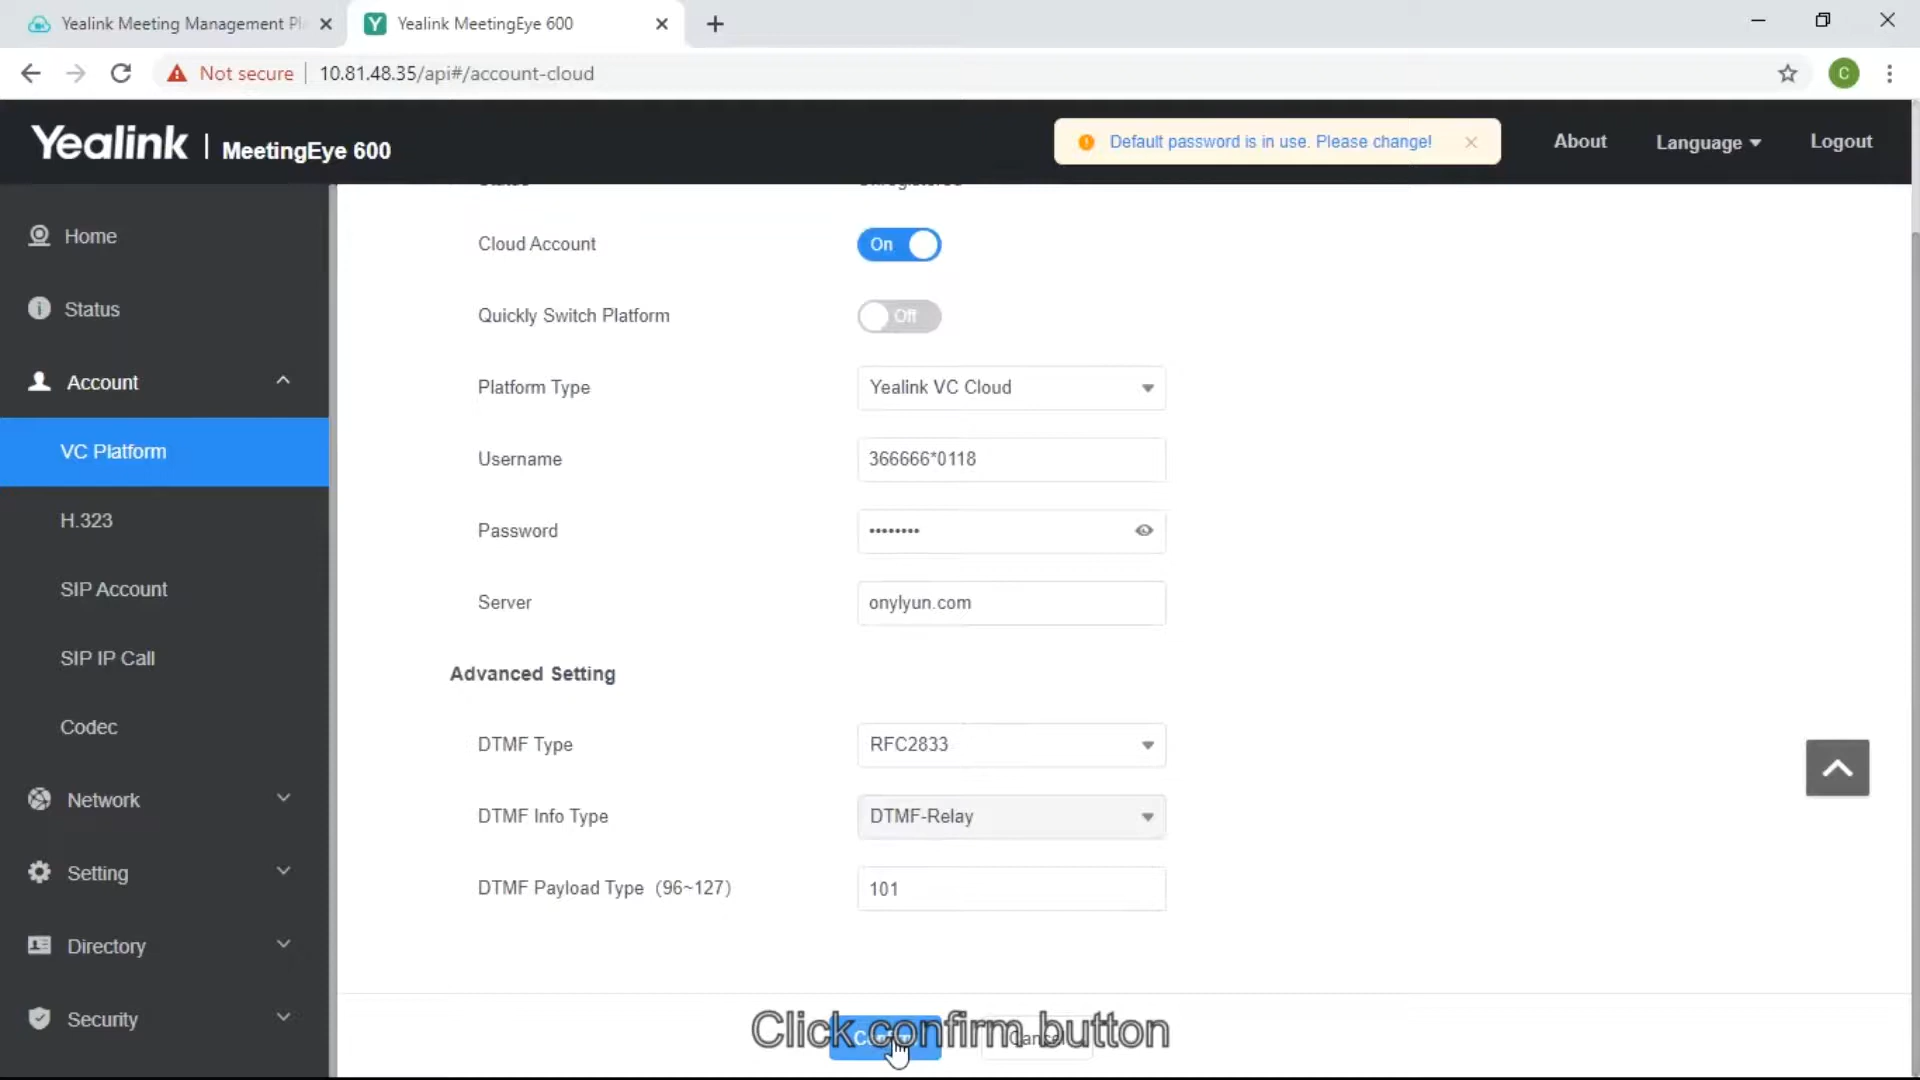 Yealink Meeting Management Pl
Yealink MeetingEye 600
Not secure
10.81.48.35/api#/account-cloud
C
Yealink | MeetingEye 600
Default password is in use. Please change!
About
Language
Logout
Home
Status
Account
VC Platform
H.323
SIP Account
SIP IP Call
Codec
Network
Setting
Directory
Security
Status
Unregistered
Cloud Account
On
Quickly Switch Platform
Off
Platform Type
Yealink VC Cloud
Username
366666*0118
Password
••••••••
Server
onylyun.com
Advanced Setting
DTMF Type
RFC2833
DTMF Info Type
DTMF-Relay
DTMF Payload Type（96~127）
101
Cancel
Click confirm button